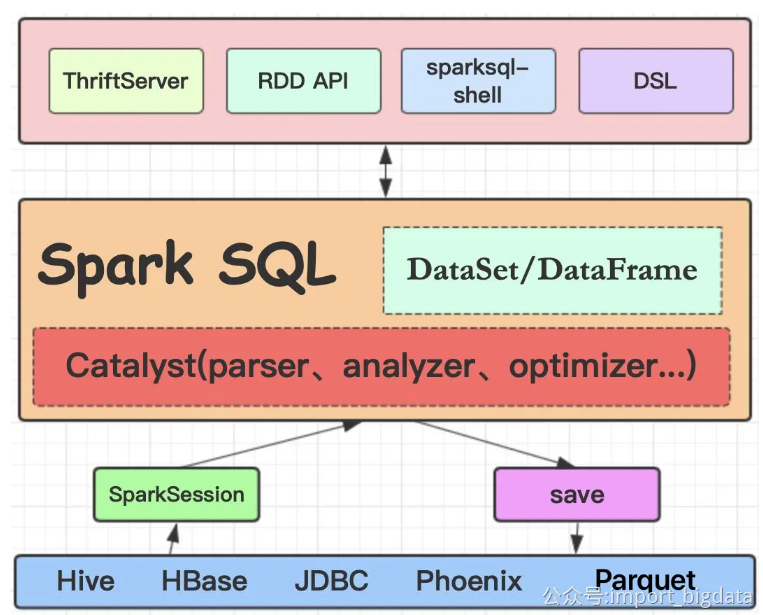 ThriftServer
RDD API
sparksql-
shell
DSL
Spark SQL
DataSet/DataFrame
Catalyst(parser、analyzer、optimizer...)
SparkSession
save
Hive HBase JDBC Phoenix Parquet
公众号:import_bigdata